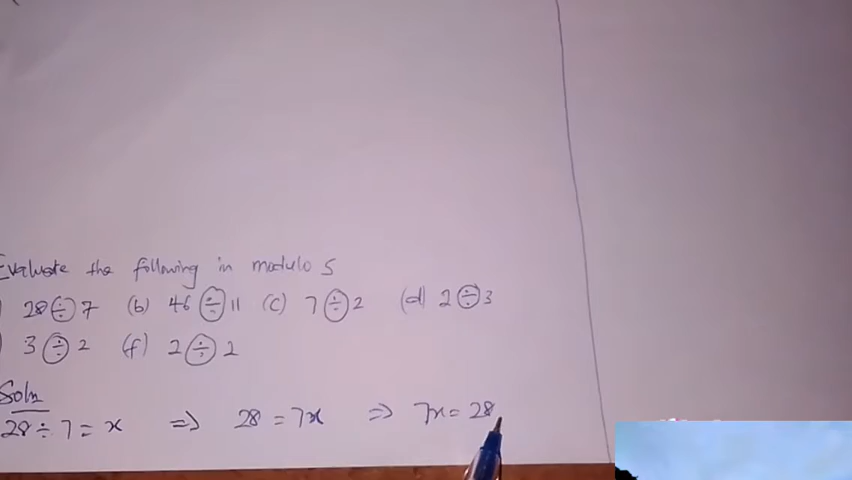 Evaluate the following in modulo 5
28 ÷ 7 (b) 46 ÷ 11 (c) 7 ÷ 2 (d) 2 ÷ 3
3 ÷ 2 (f) 2 ÷ 2
Soln
28 ÷ 7 = x ⇒ 28 = 7x ⇒ 7x = 28